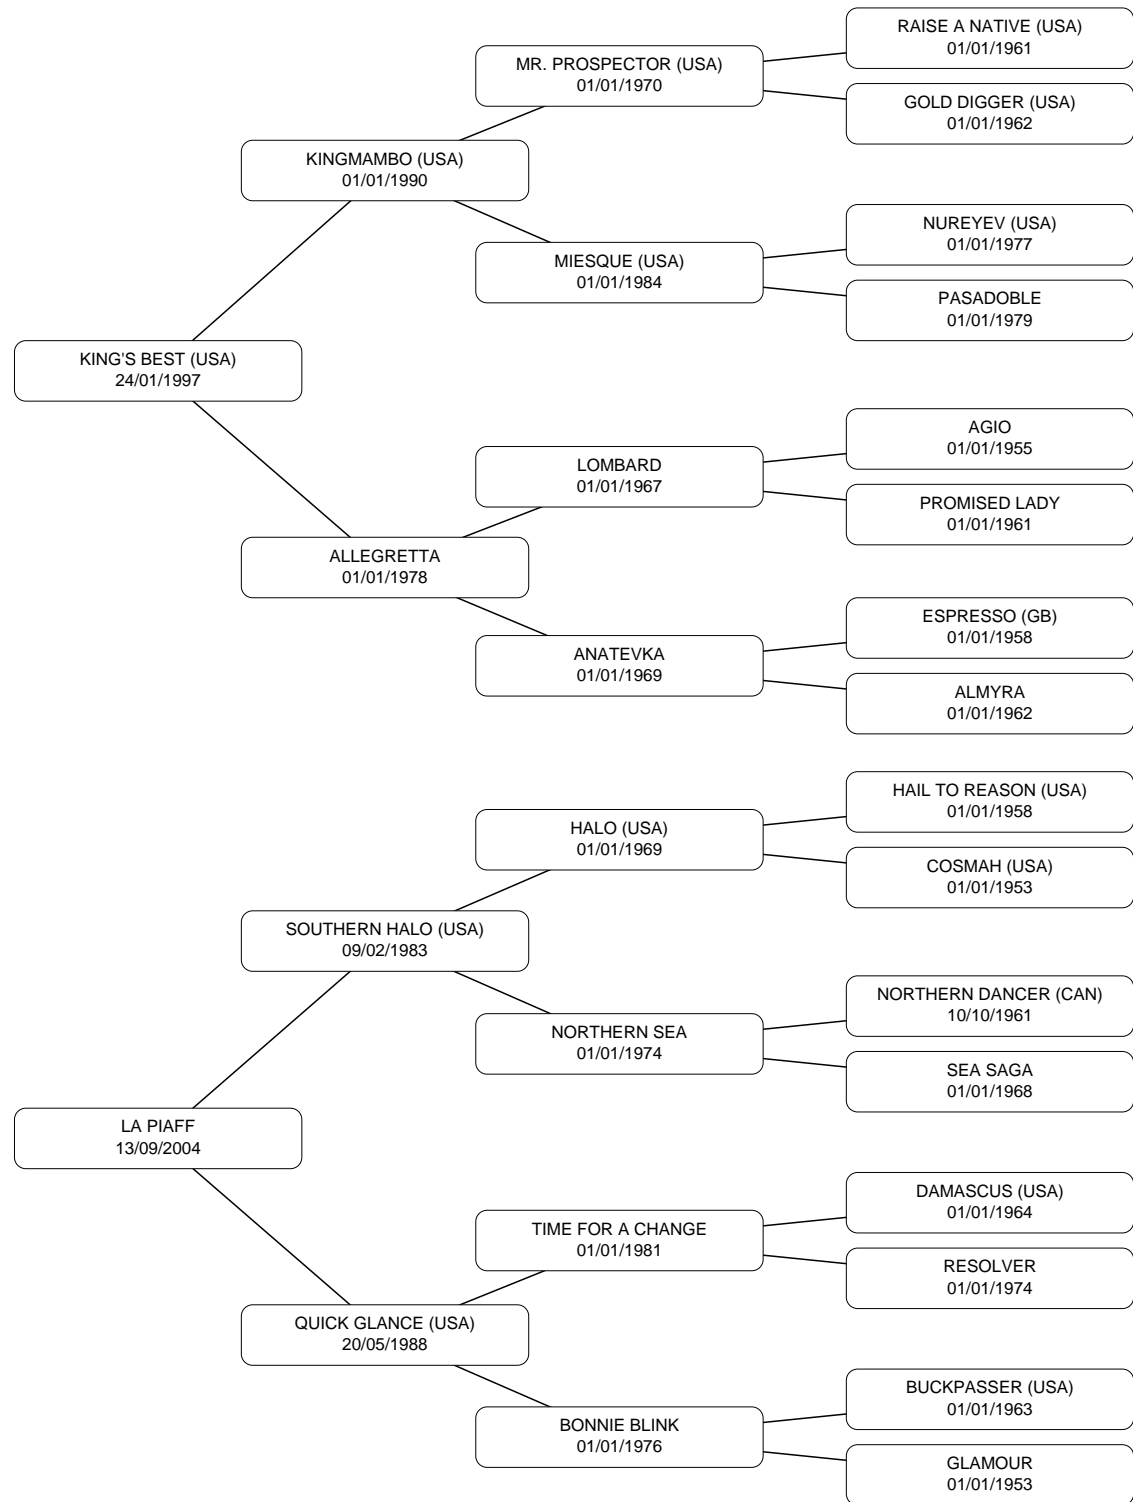 RAISE A NATIVE (USA)
01/01/1961
MR. PROSPECTOR (USA)
01/01/1970
GOLD DIGGER (USA)
01/01/1962
KINGMAMBO (USA)
01/01/1990
NUREYEV (USA)
01/01/1977
MIESQUE (USA)
01/01/1984
PASADOBLE
01/01/1979
KING'S BEST (USA)
24/01/1997
AGIO
01/01/1955
LOMBARD
01/01/1967
PROMISED LADY
01/01/1961
ALLEGRETTA
01/01/1978
ESPRESSO (GB)
01/01/1958
ANATEVKA
01/01/1969
ALMYRA
01/01/1962
HAIL TO REASON (USA)
01/01/1958
HALO (USA)
01/01/1969
COSMAH (USA)
01/01/1953
SOUTHERN HALO (USA)
09/02/1983
NORTHERN DANCER (CAN)
10/10/1961
NORTHERN SEA
01/01/1974
SEA SAGA
01/01/1968
LA PIAFF
13/09/2004
DAMASCUS (USA)
01/01/1964
TIME FOR A CHANGE
01/01/1981
RESOLVER
01/01/1974
QUICK GLANCE (USA)
20/05/1988
BUCKPASSER (USA)
01/01/1963
BONNIE BLINK
01/01/1976
GLAMOUR
01/01/1953